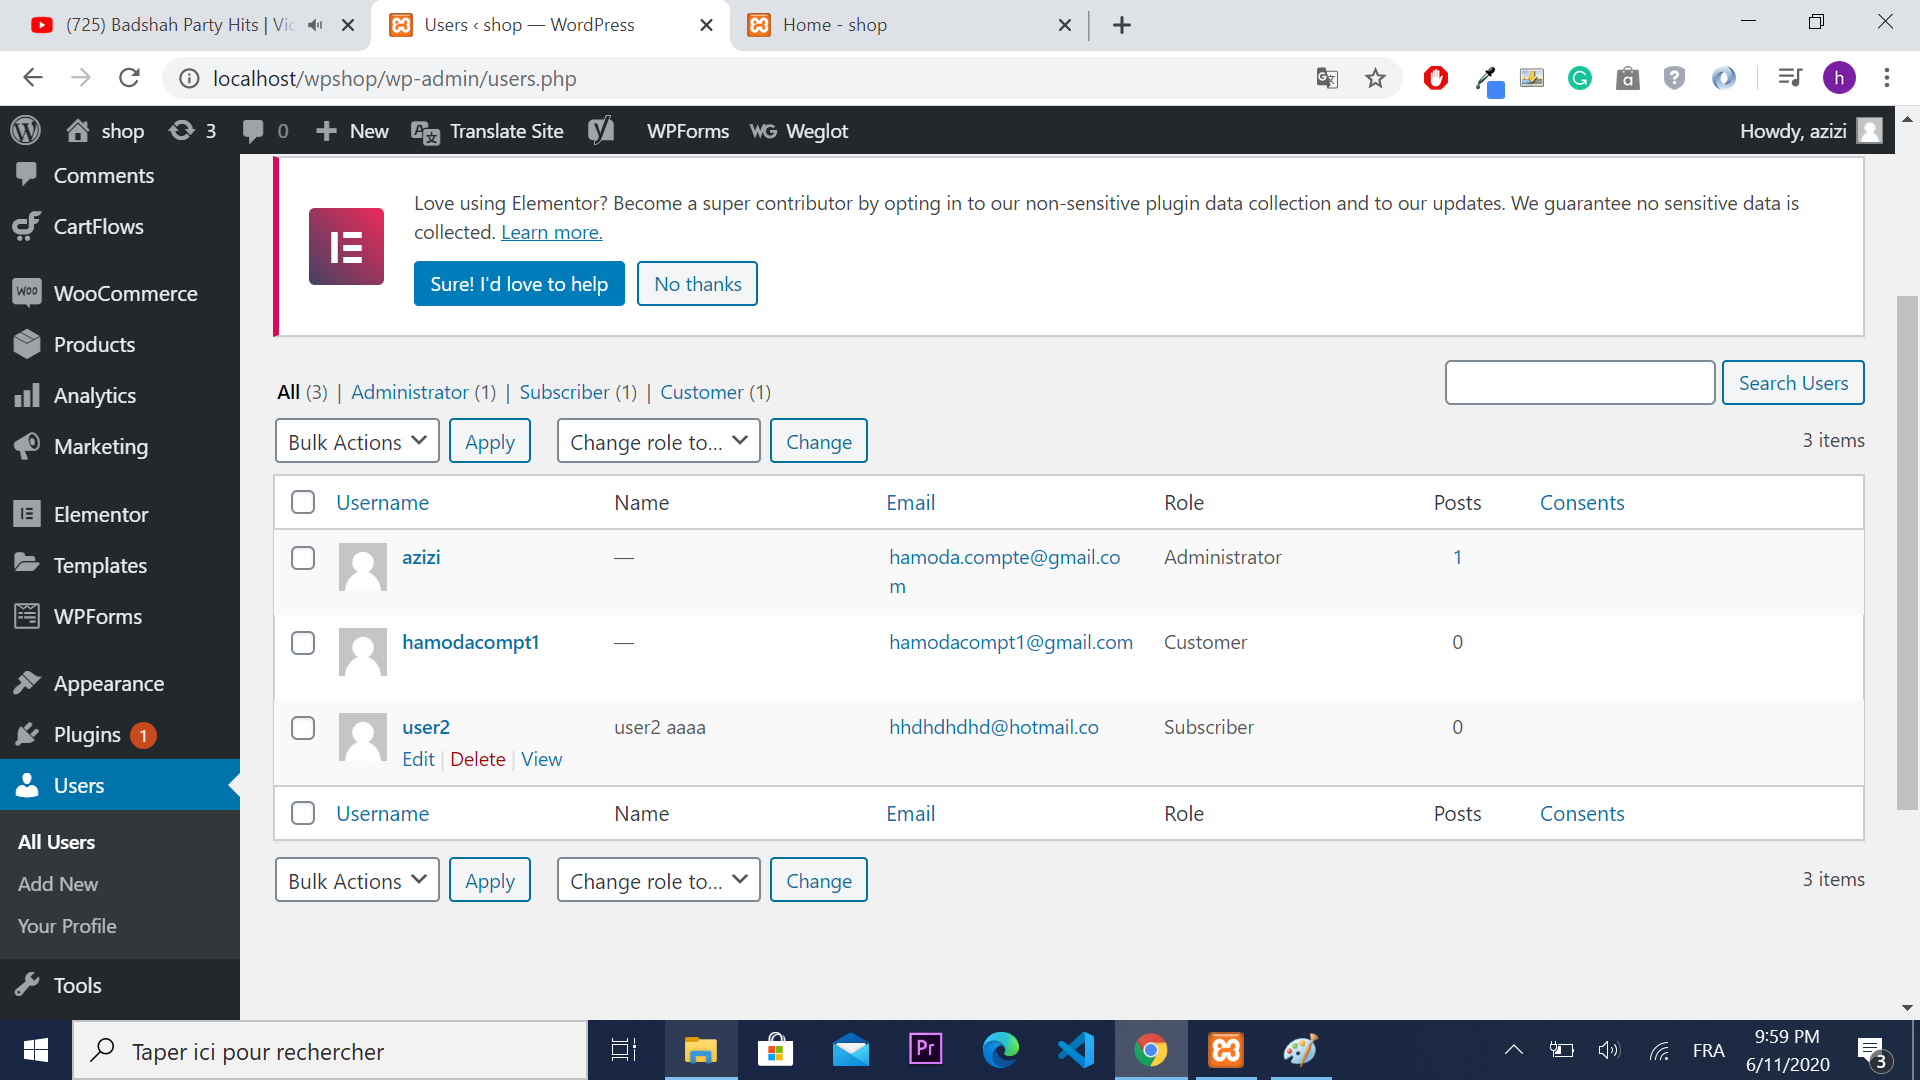 (725) Badshah Party Hits | Vi
Users ‹ shop — WordPress
Home - shop
localhost/wpshop/wp-admin/users.php
h
shop
3
0
New
Translate Site
WPForms
WG Weglot
Howdy, azizi
Comments
CartFlows
WooCommerce
Products
Analytics
Marketing
Elementor
Templates
WPForms
Appearance
Plugins 1
Users
All Users
Add New
Your Profile
Tools
Love using Elementor? Become a super contributor by opting in to our non-sensitive plugin data collection and to our updates. We guarantee no sensitive data is
collected. Learn more.
Sure! I'd love to help
No thanks
All (3) | Administrator (1) | Subscriber (1) | Customer (1)
Search Users
Bulk Actions
Apply
Change role to...
Change
3 items
Username Name Email Role Posts Consents
azizi — hamoda.compte@gmail.co Administrator 1
m
hamodacompt1 — hamodacompt1@gmail.com Customer 0
user2 user2 aaaa hhdhdhdhd@hotmail.co Subscriber 0
Edit | Delete | View
Username Name Email Role Posts Consents
Bulk Actions
Apply
Change role to...
Change
3 items
Taper ici pour rechercher
Pr
FRA
9:59 PM
6/11/2020
3